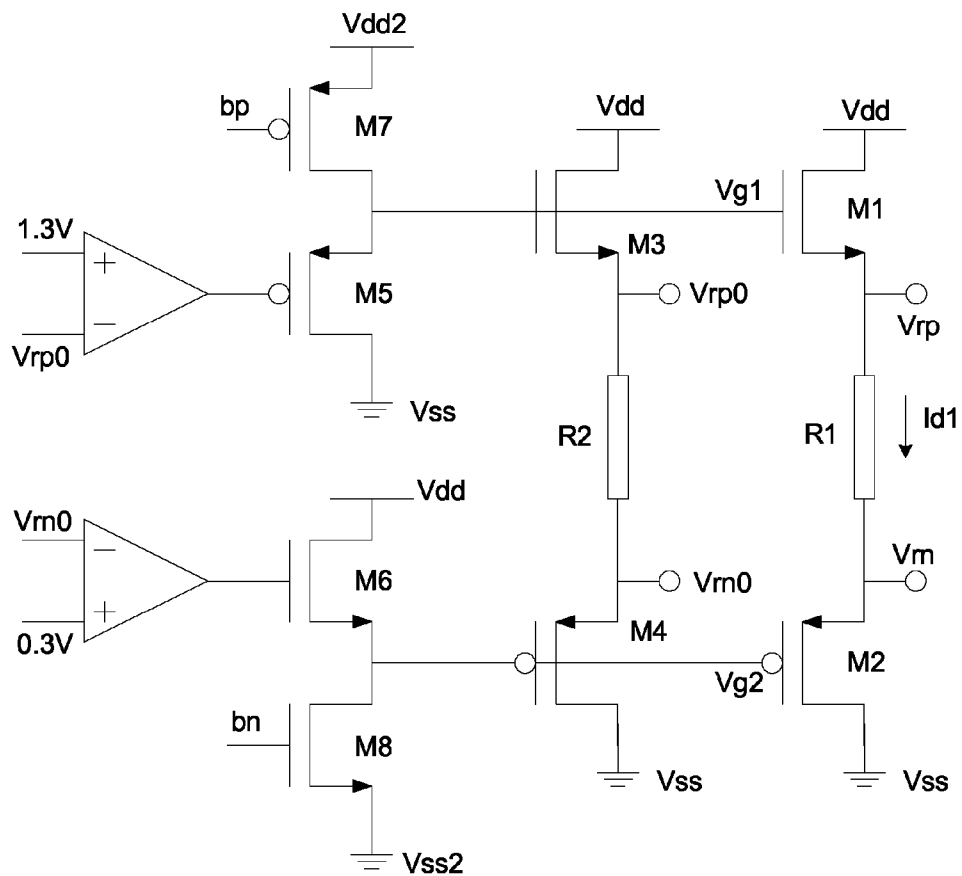 Vdd2
bp
M7
Vdd
Vdd
Vg1
M1
1.3V
+
M3
M5
Vrp0
Vrp
−
Vrp0
Vss
R2
R1
Id1
Vdd
Vrn0
−
Vrn
M6
Vrn0
+
M4
0.3V
M2
Vg2
bn
M8
Vss
Vss
Vss2